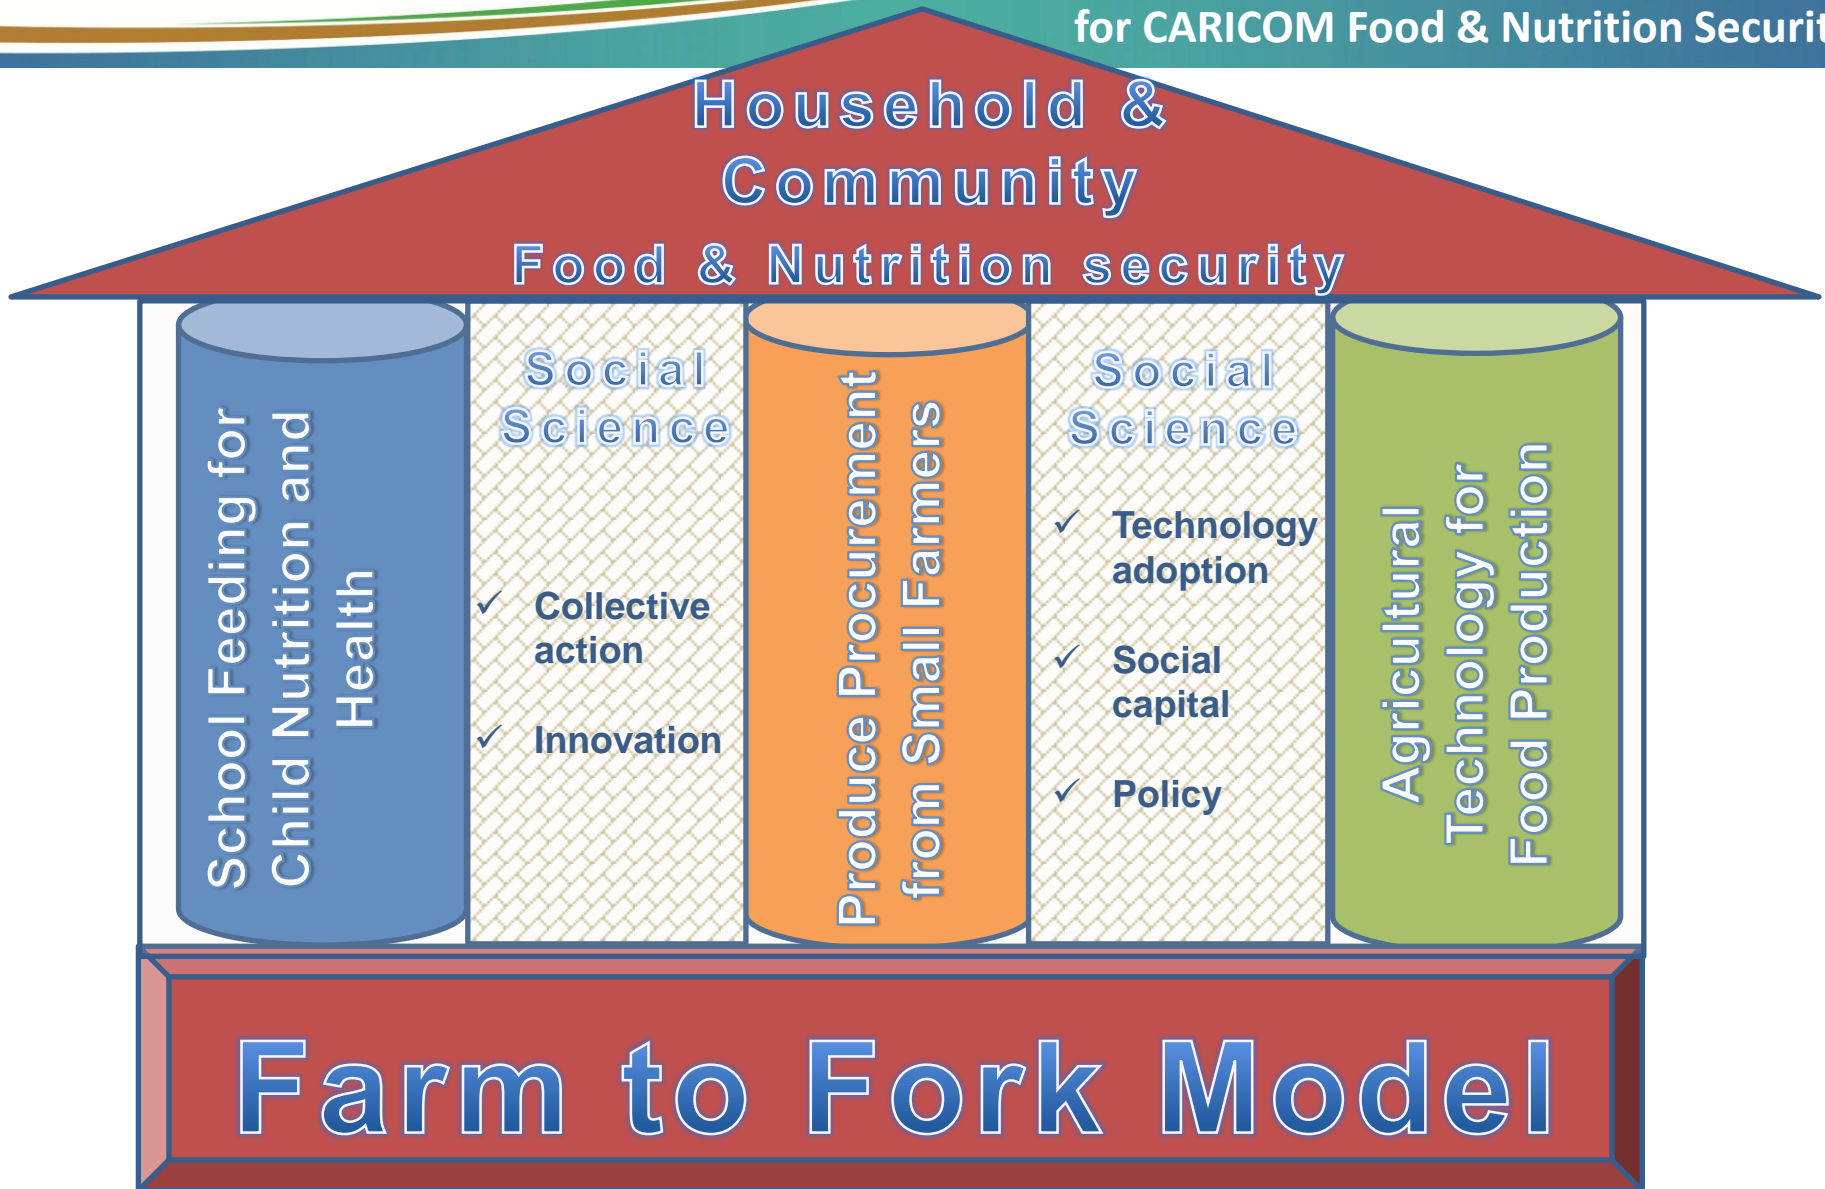 for CARICOM Food & Nutrition Securit
Household &
Community
Food & Nutrition security
School Feeding for
Child Nutrition and
Health
Social
Science
✓ Collective
action
✓ Innovation
Produce Procurement
from Small Farmers
Social
Science
✓ Technology
adoption
✓ Social
capital
✓ Policy
Agricultural
Technology for
Food Production
Farm to Fork Model